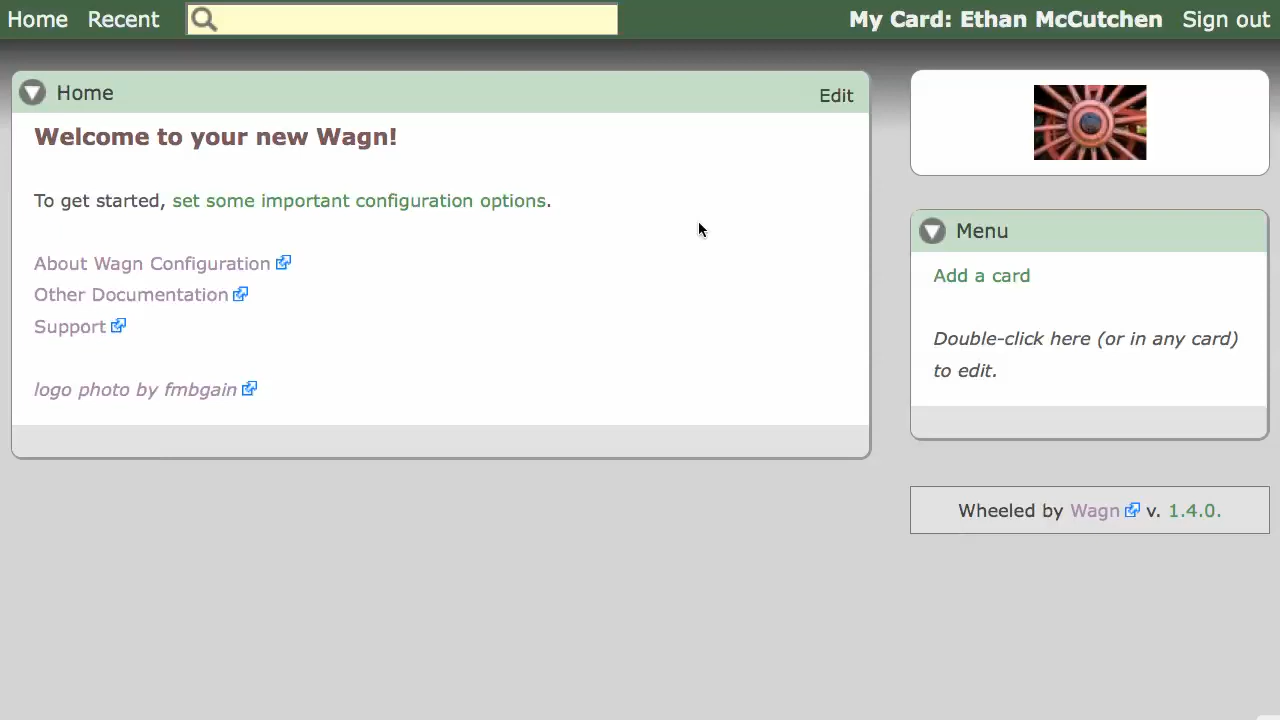 Home Recent My Card: Ethan McCutchen Sign out
Home Edit
Welcome to your new Wagn!
To get started, set some important configuration options.
About Wagn Configuration
Other Documentation
Support
logo photo by fmbgain
Menu
Add a card
Double-click here (or in any card)
to edit.
Wheeled by Wagn v. 1.4.0.